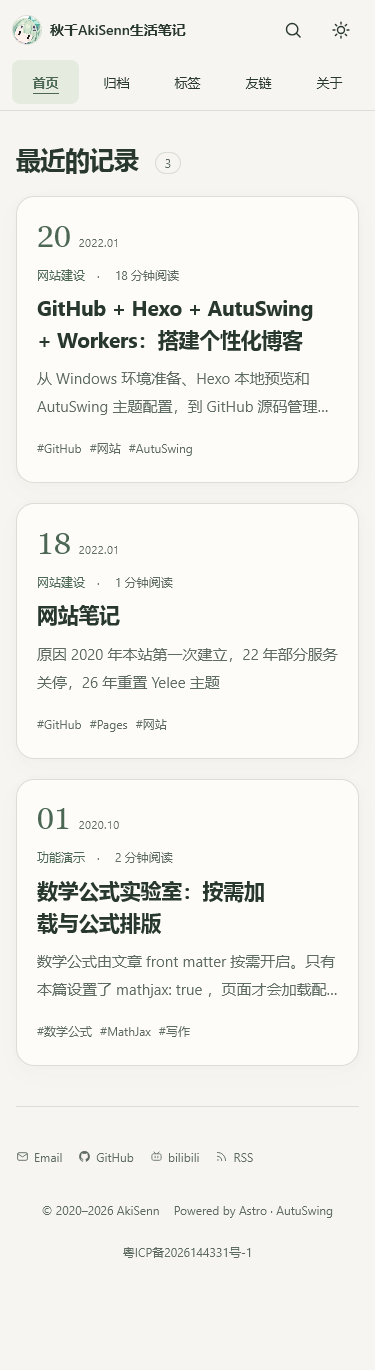 秋千AkiSenn生活笔记
首页 归档 标签 友链 关于
最近的记录 3
20 2022.01
网站建设 · 18 分钟阅读
GitHub + Hexo + AutuSwing
+ Workers：搭建个性化博客
从 Windows 环境准备、Hexo 本地预览和
AutuSwing 主题配置，到 GitHub 源码管理...
#GitHub #网站 #AutuSwing
18 2022.01
网站建设 · 1 分钟阅读
网站笔记
原因 2020 年本站第一次建立，22 年部分服务
关停，26 年重置 Yelee 主题
#GitHub #Pages #网站
01 2020.10
功能演示 · 2 分钟阅读
数学公式实验室：按需加
载与公式排版
数学公式由文章 front matter 按需开启。只有
本篇设置了 mathjax: true ，页面才会加载配...
#数学公式 #MathJax #写作
Email GitHub bilibili RSS
© 2020–2026 AkiSenn Powered by Astro · AutuSwing
粤ICP备2026144331号-1